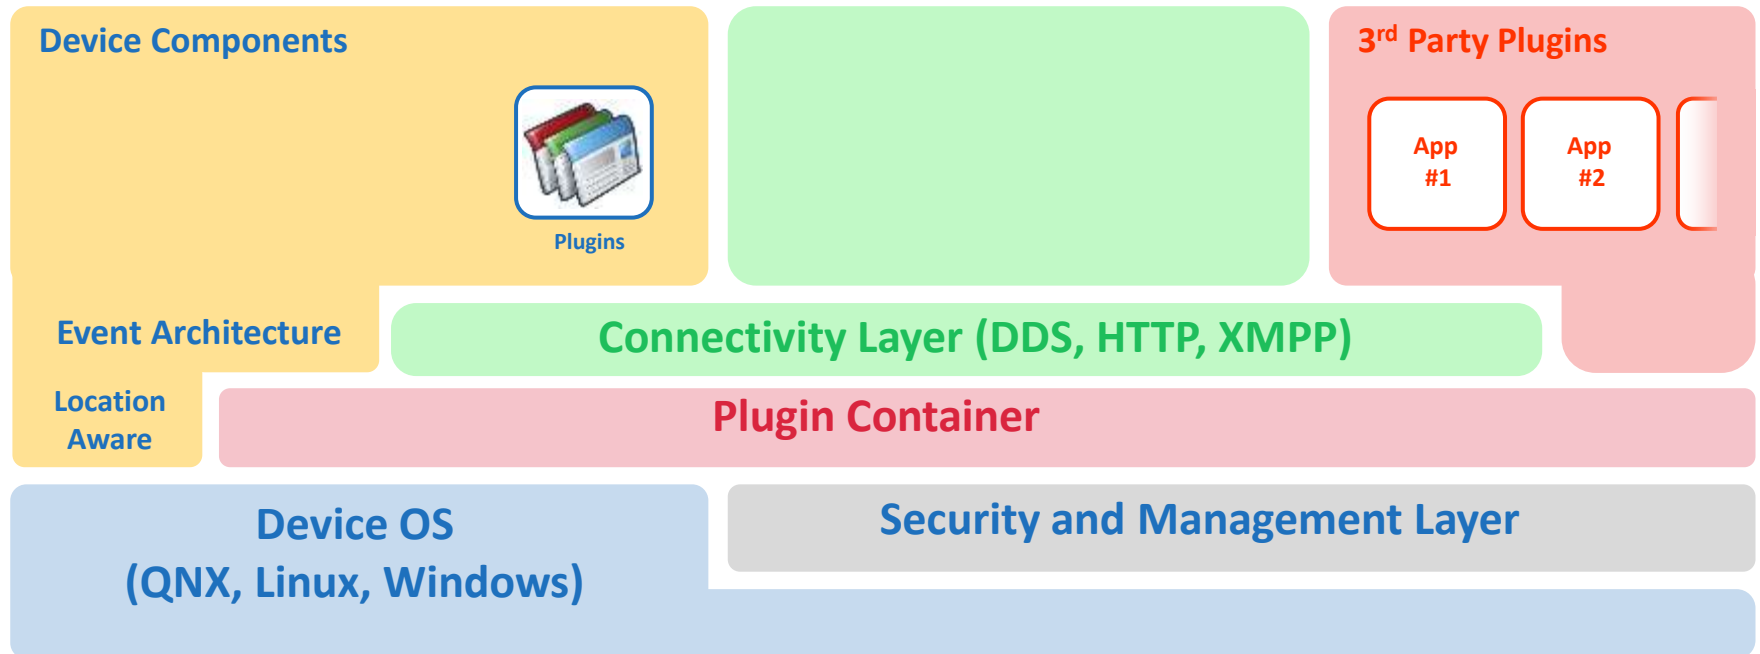 Device Components
Plugins
3rd Party Plugins
App
#1
App
#2
Event Architecture
Connectivity Layer (DDS, HTTP, XMPP)
Location
Aware
Plugin Container
Device OS
(QNX, Linux, Windows)
Security and Management Layer